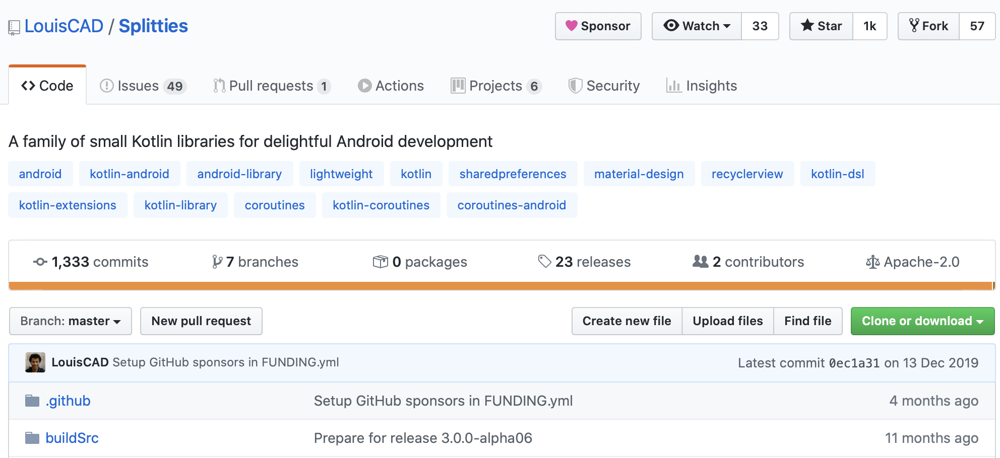 LouisCAD / Splitties Sponsor Watch 33 Star 1k Fork 57
Code Issues 49 Pull requests 1 Actions Projects 6 Security Insights
A family of small Kotlin libraries for delightful Android development
android kotlin-android android-library lightweight kotlin sharedpreferences material-design recyclerview kotlin-dsl
kotlin-extensions kotlin-library coroutines kotlin-coroutines coroutines-android
1,333 commits 7 branches 0 packages 23 releases 2 contributors Apache-2.0
Branch: master New pull request Create new file Upload files Find file Clone or download
LouisCAD Setup GitHub sponsors in FUNDING.yml Latest commit 0ec1a31 on 13 Dec 2019
.github Setup GitHub sponsors in FUNDING.yml 4 months ago
buildSrc Prepare for release 3.0.0-alpha06 11 months ago